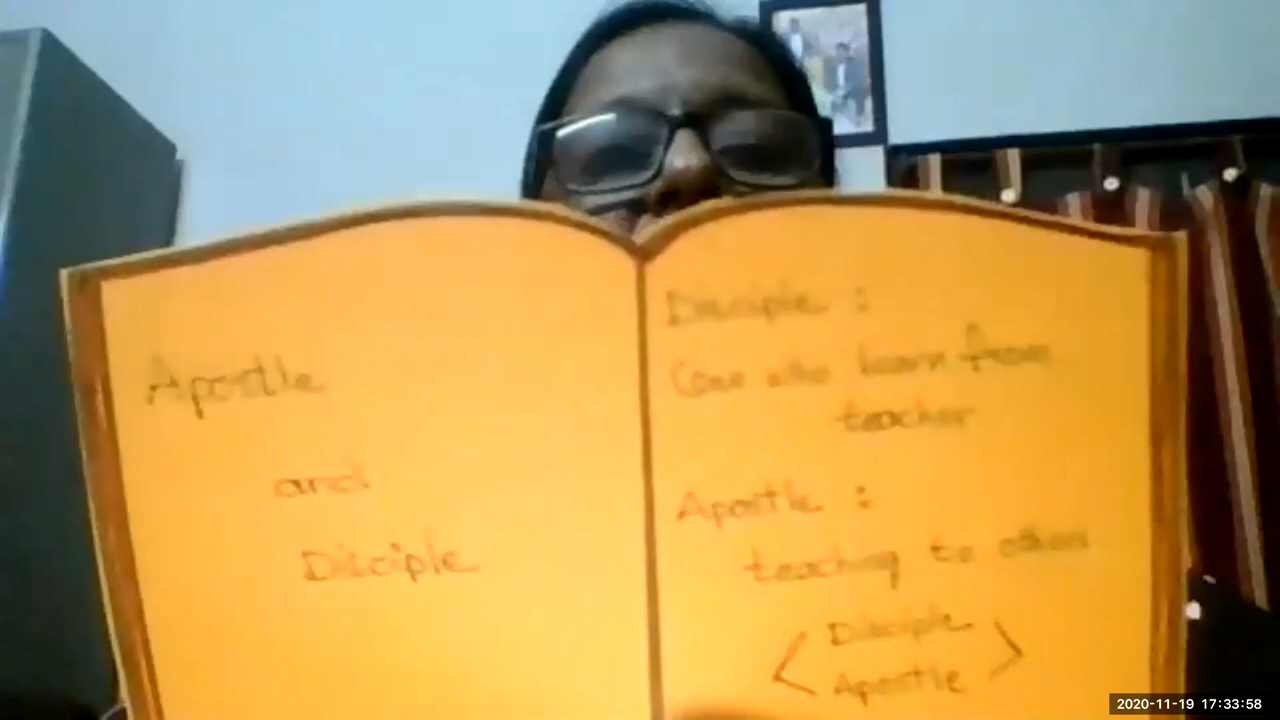 Apostle
and
Disciple
Disciple :
One who learn from
teacher
Apostle :
teaching to others
Disciple
Apostle
2020-11-19 17:33:58